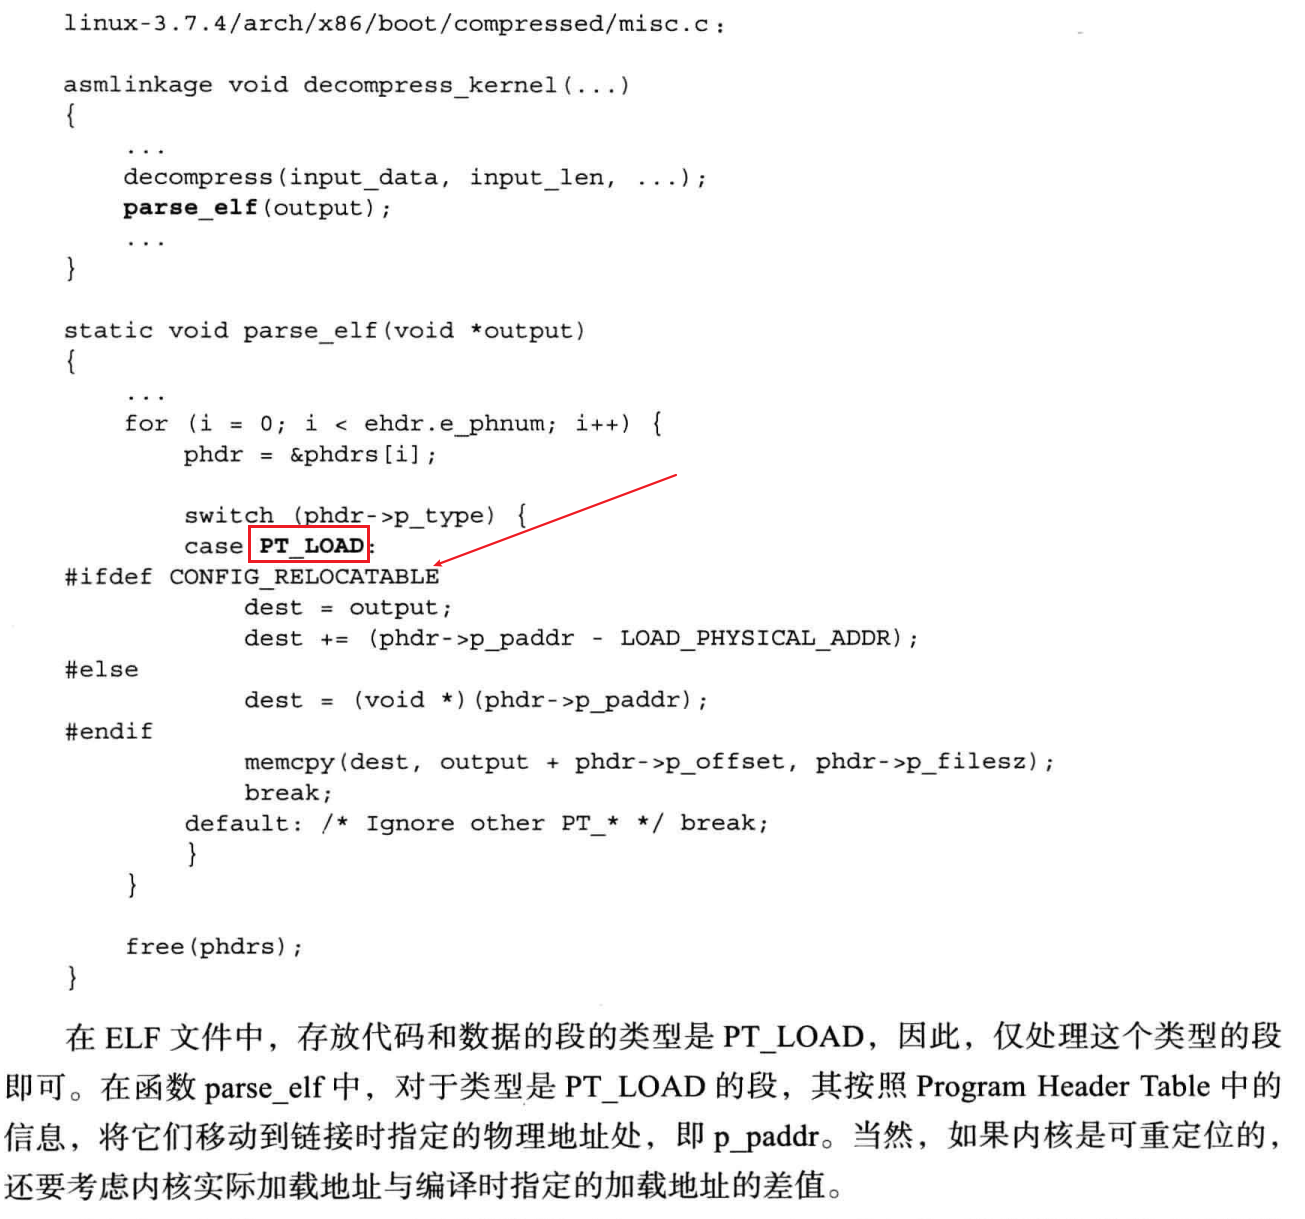 linux-3.7.4/arch/x86/boot/compressed/misc.c：
asmlinkage void decompress_kernel(...)
{
    ...
    decompress(input_data, input_len, ...);
    parse_elf(output);
    ...
}
static void parse_elf(void *output)
{
    ...
    for (i = 0; i < ehdr.e_phnum; i++) {
        phdr = &phdrs[i];
        switch (phdr->p_type) {
        case PT_LOAD:
#ifdef CONFIG_RELOCATABLE
            dest = output;
            dest += (phdr->p_paddr - LOAD_PHYSICAL_ADDR);
#else
            dest = (void *)(phdr->p_paddr);
#endif
            memcpy(dest, output + phdr->p_offset, phdr->p_filesz);
            break;
        default: /* Ignore other PT_* */ break;
        }
    }
    free(phdrs);
}
在 ELF 文件中，存放代码和数据的段的类型是 PT_LOAD，因此，仅处理这个类型的段
即可。在函数 parse_elf 中，对于类型是 PT_LOAD 的段，其按照 Program Header Table 中的
信息，将它们移动到链接时指定的物理地址处，即 p_paddr。当然，如果内核是可重定位的，
还要考虑内核实际加载地址与编译时指定的加载地址的差值。